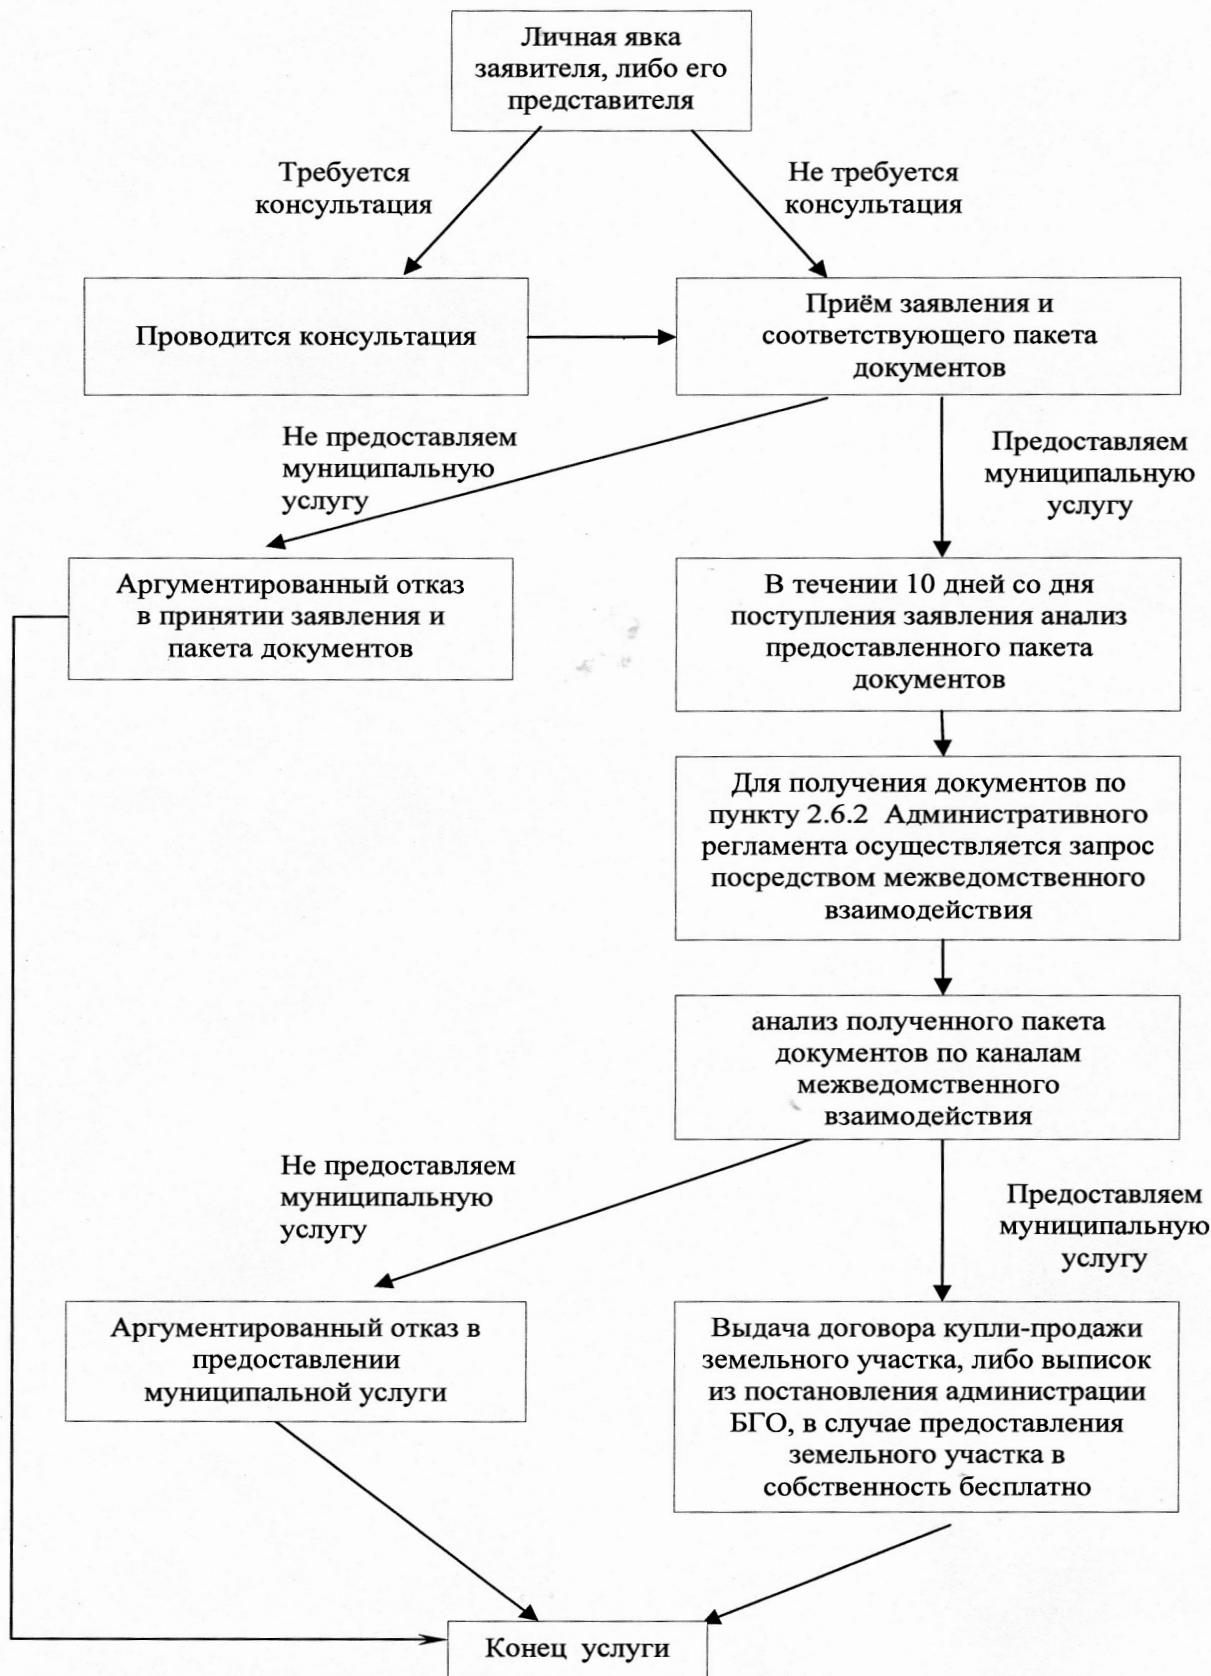 Личная явка
заявителя, либо его
представителя
Требуется
консультация
Не требуется
консультация
Проводится консультация
Приём заявления и
соответствующего пакета
документов
Не предоставляем
муниципальную
услугу
Предоставляем
муниципальную
услугу
Аргументированный отказ
в принятии заявления и
пакета документов
В течении 10 дней со дня
поступления заявления анализ
предоставленного пакета
документов
Для получения документов по
пункту 2.6.2 Административного
регламента осуществляется запрос
посредством межведомственного
взаимодействия
анализ полученного пакета
документов по каналам
межведомственного
взаимодействия
Не предоставляем
муниципальную
услугу
Предоставляем
муниципальную
услугу
Аргументированный отказ в
предоставлении
муниципальной услуги
Выдача договора купли-продажи
земельного участка, либо выписок
из постановления администрации
БГО, в случае предоставления
земельного участка в
собственность бесплатно
Конец услуги